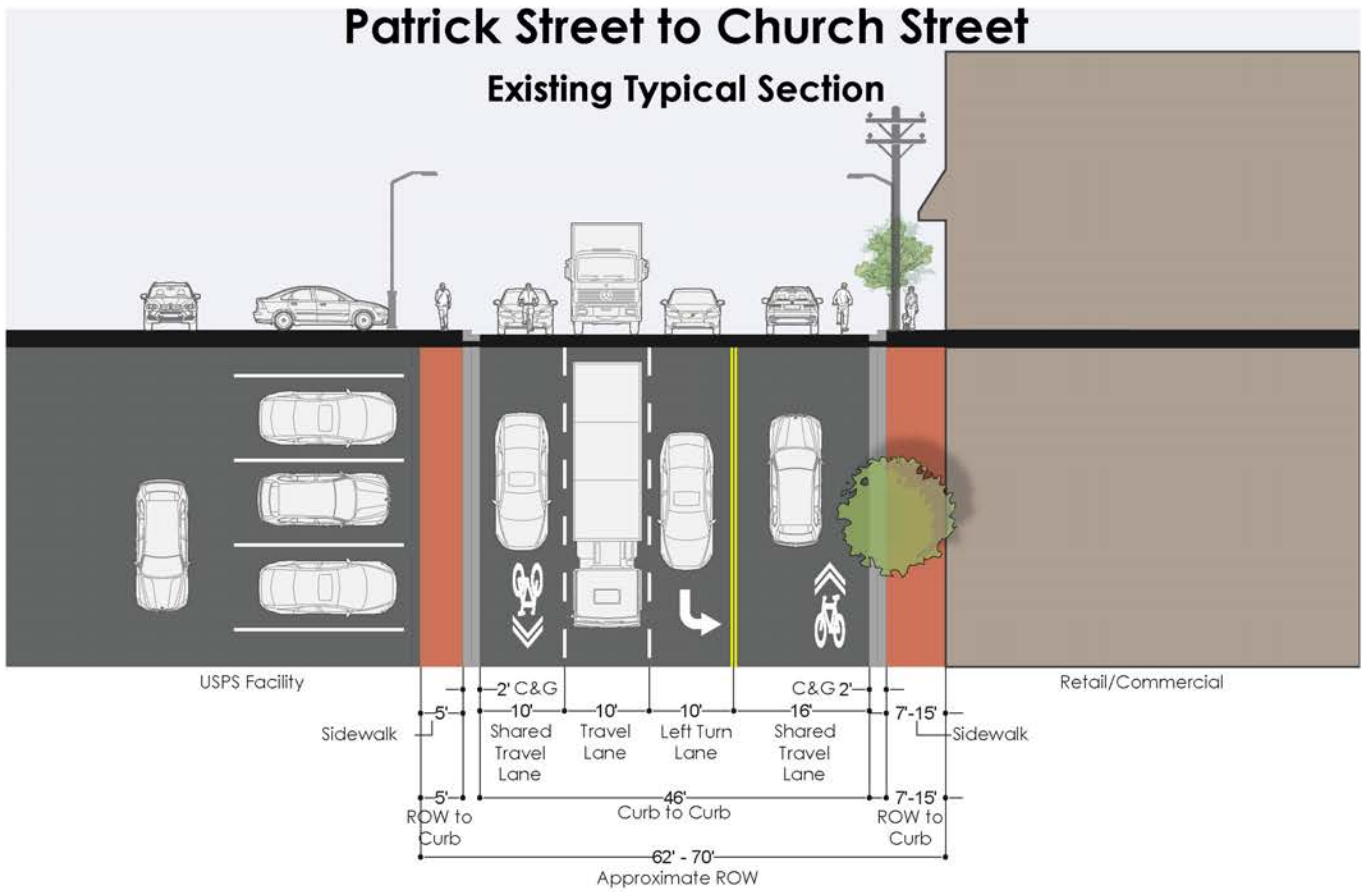 Patrick Street to Church Street
Existing Typical Section
USPS Facility
2' C&G
C&G 2'
Retail/Commercial
5'
10'
10'
10'
16'
7'-15'
Sidewalk
Shared
Travel
Lane
Travel
Lane
Left Turn
Lane
Shared
Travel
Lane
Sidewalk
5'
46'
7'-15'
ROW to
Curb
Curb to Curb
ROW to
Curb
62' - 70'
Approximate ROW